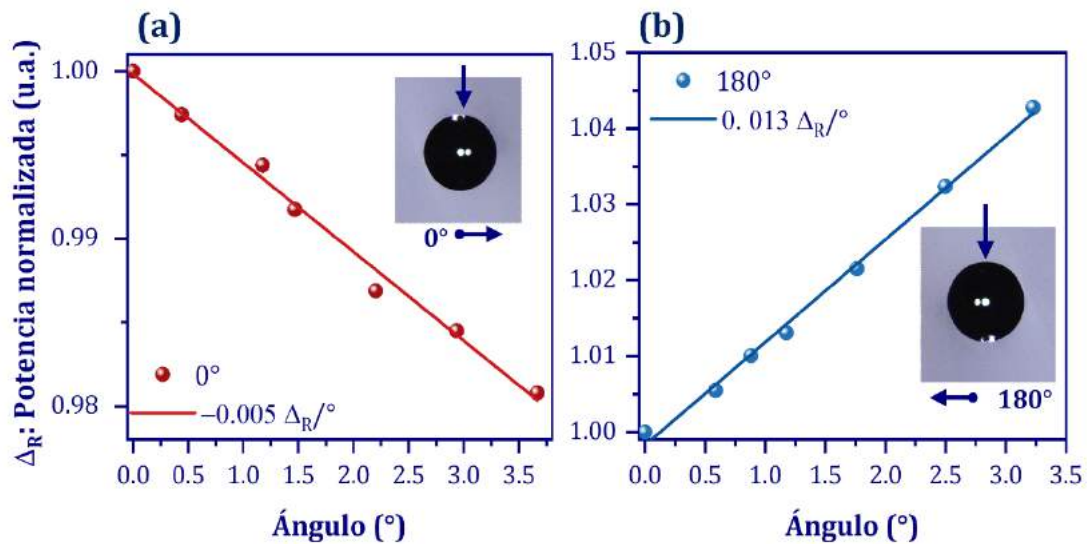 (a)
(b)
Δ_R: Potencia normalizada (u.a.)
1.00
0.99
0.98
0°
0°
−0.005 Δ_R/°
0.0 0.5 1.0 1.5 2.0 2.5 3.0 3.5
Ángulo (°)
1.05
1.04
1.03
1.02
1.01
1.00
180°
0. 013 Δ_R/°
180°
0.0 0.5 1.0 1.5 2.0 2.5 3.0 3.5
Ángulo (°)